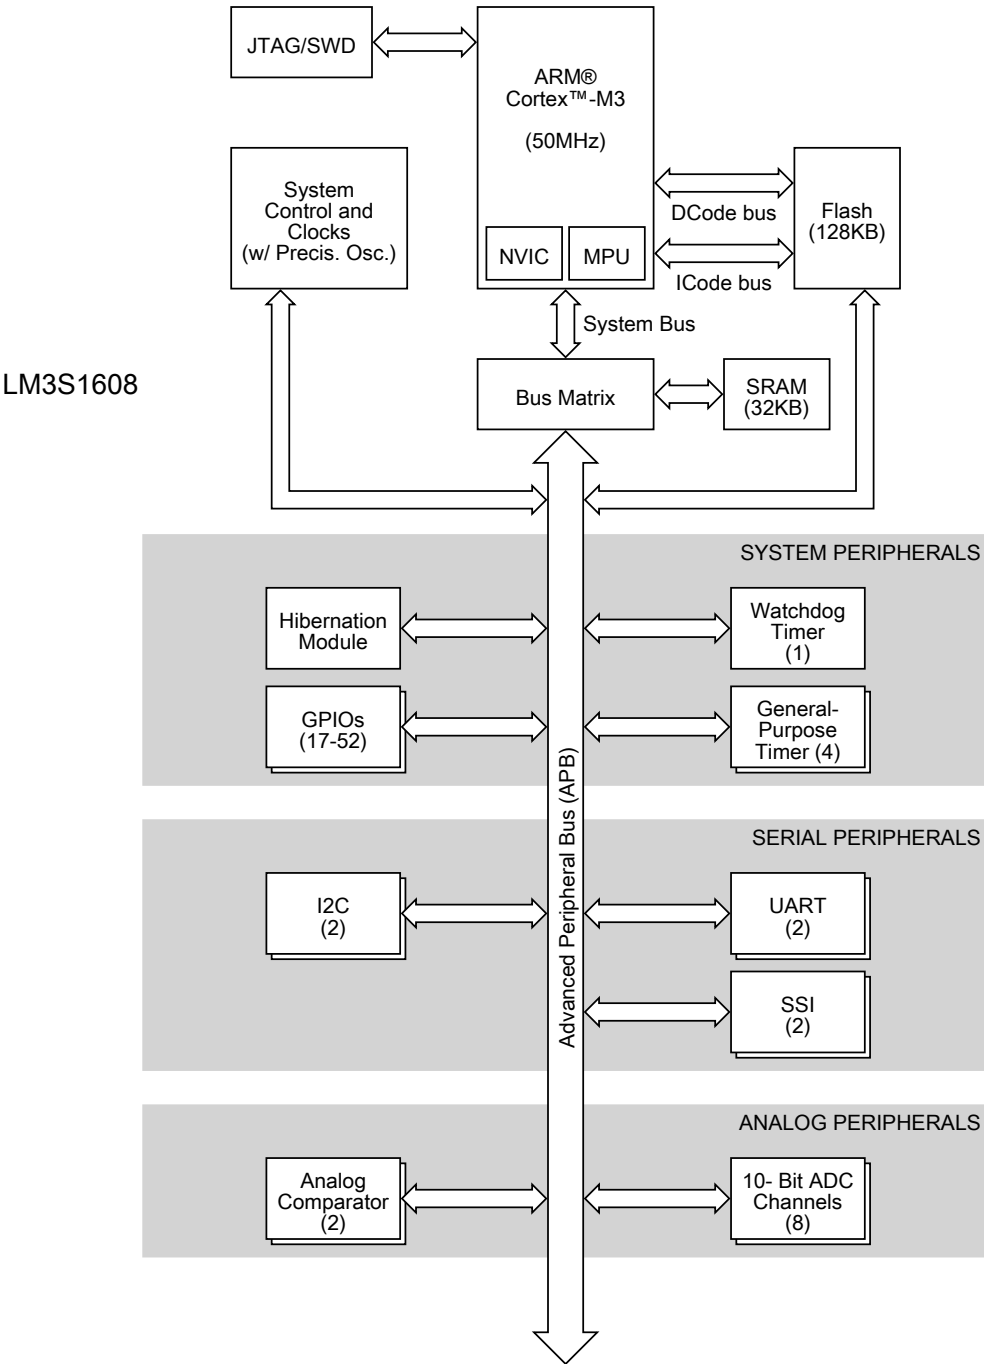 JTAG/SWD
ARM®
Cortex™-M3
(50MHz)
NVIC
MPU
System
Control and
Clocks
(w/ Precis. Osc.)
DCode bus
ICode bus
Flash
(128KB)
System Bus
LM3S1608
Bus Matrix
SRAM
(32KB)
SYSTEM PERIPHERALS
Hibernation
Module
Watchdog
Timer
(1)
GPIOs
(17-52)
General-
Purpose
Timer (4)
Advanced Peripheral Bus (APB)
SERIAL PERIPHERALS
I2C
(2)
UART
(2)
SSI
(2)
ANALOG PERIPHERALS
Analog
Comparator
(2)
10- Bit ADC
Channels
(8)